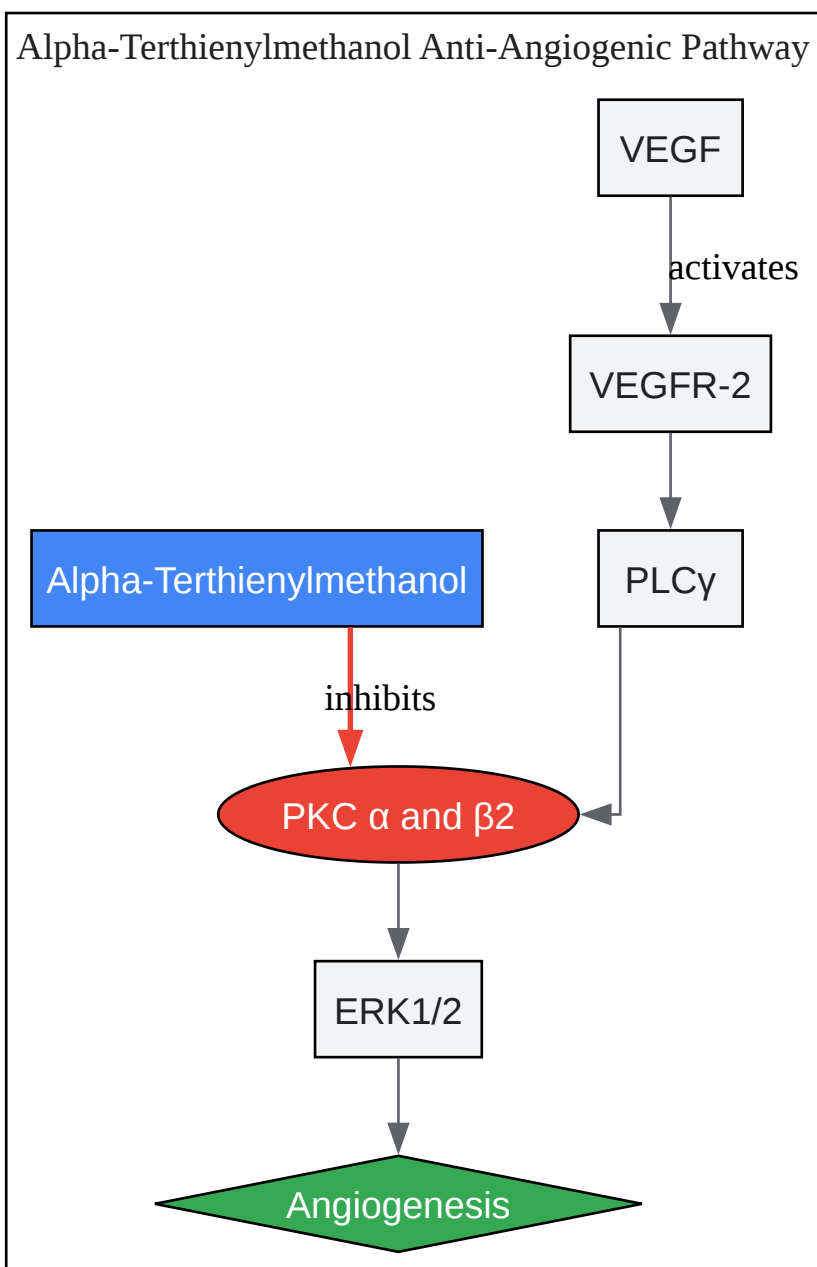 Alpha-Terthienylmethanol Anti-Angiogenic Pathway
VEGF
activates
VEGFR-2
Alpha-Terthienylmethanol
PLCγ
inhibits
PKC α and β2
ERK1/2
Angiogenesis